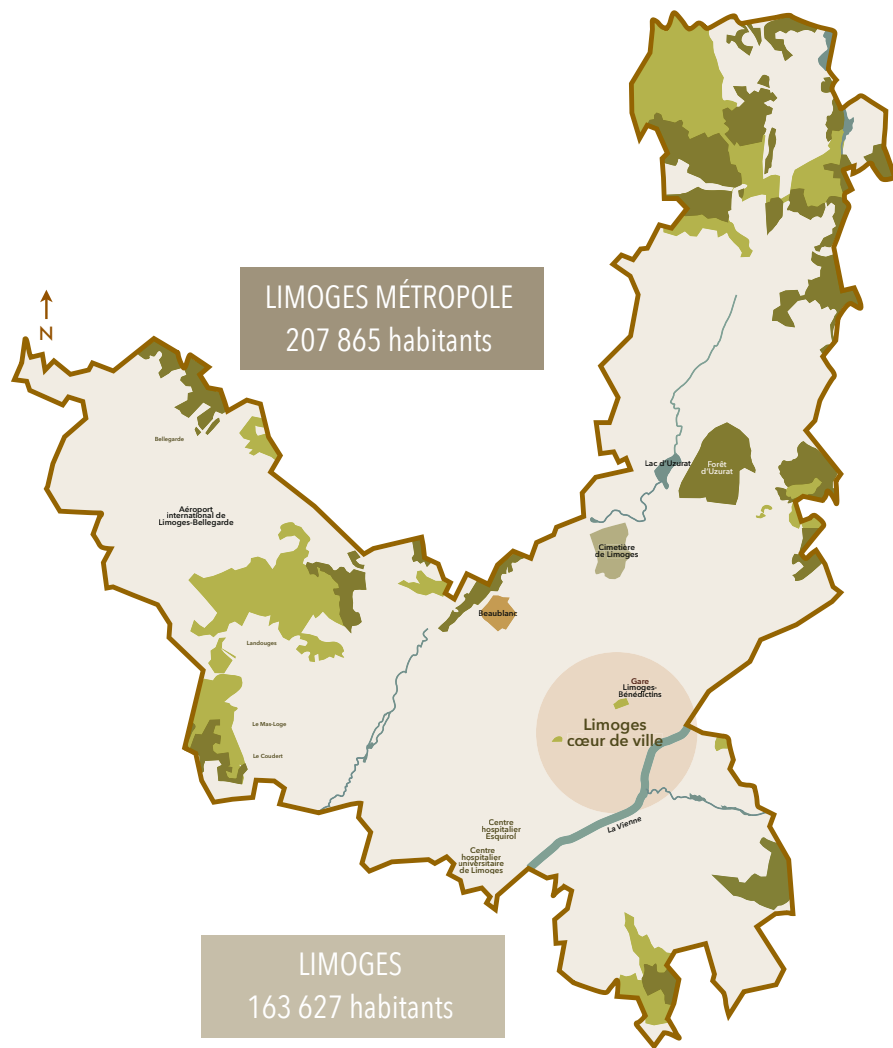 LIMOGES MÉTROPOLE
207 865 habitants
N
Bellegarde
Aéroport
international de
Limoges-Bellegarde
Lac d'Uzurat
Forêt
d'Uzurat
Cimetière
de Limoges
Beaublanc
Landouges
Gare
Limoges-
Bénédictins
Limoges
cœur de ville
Le Mas-Loge
Le Coudert
La Vienne
Centre
hospitalier
Esquirol
Centre
hospitalier
universitaire
de Limoges
LIMOGES
163 627 habitants